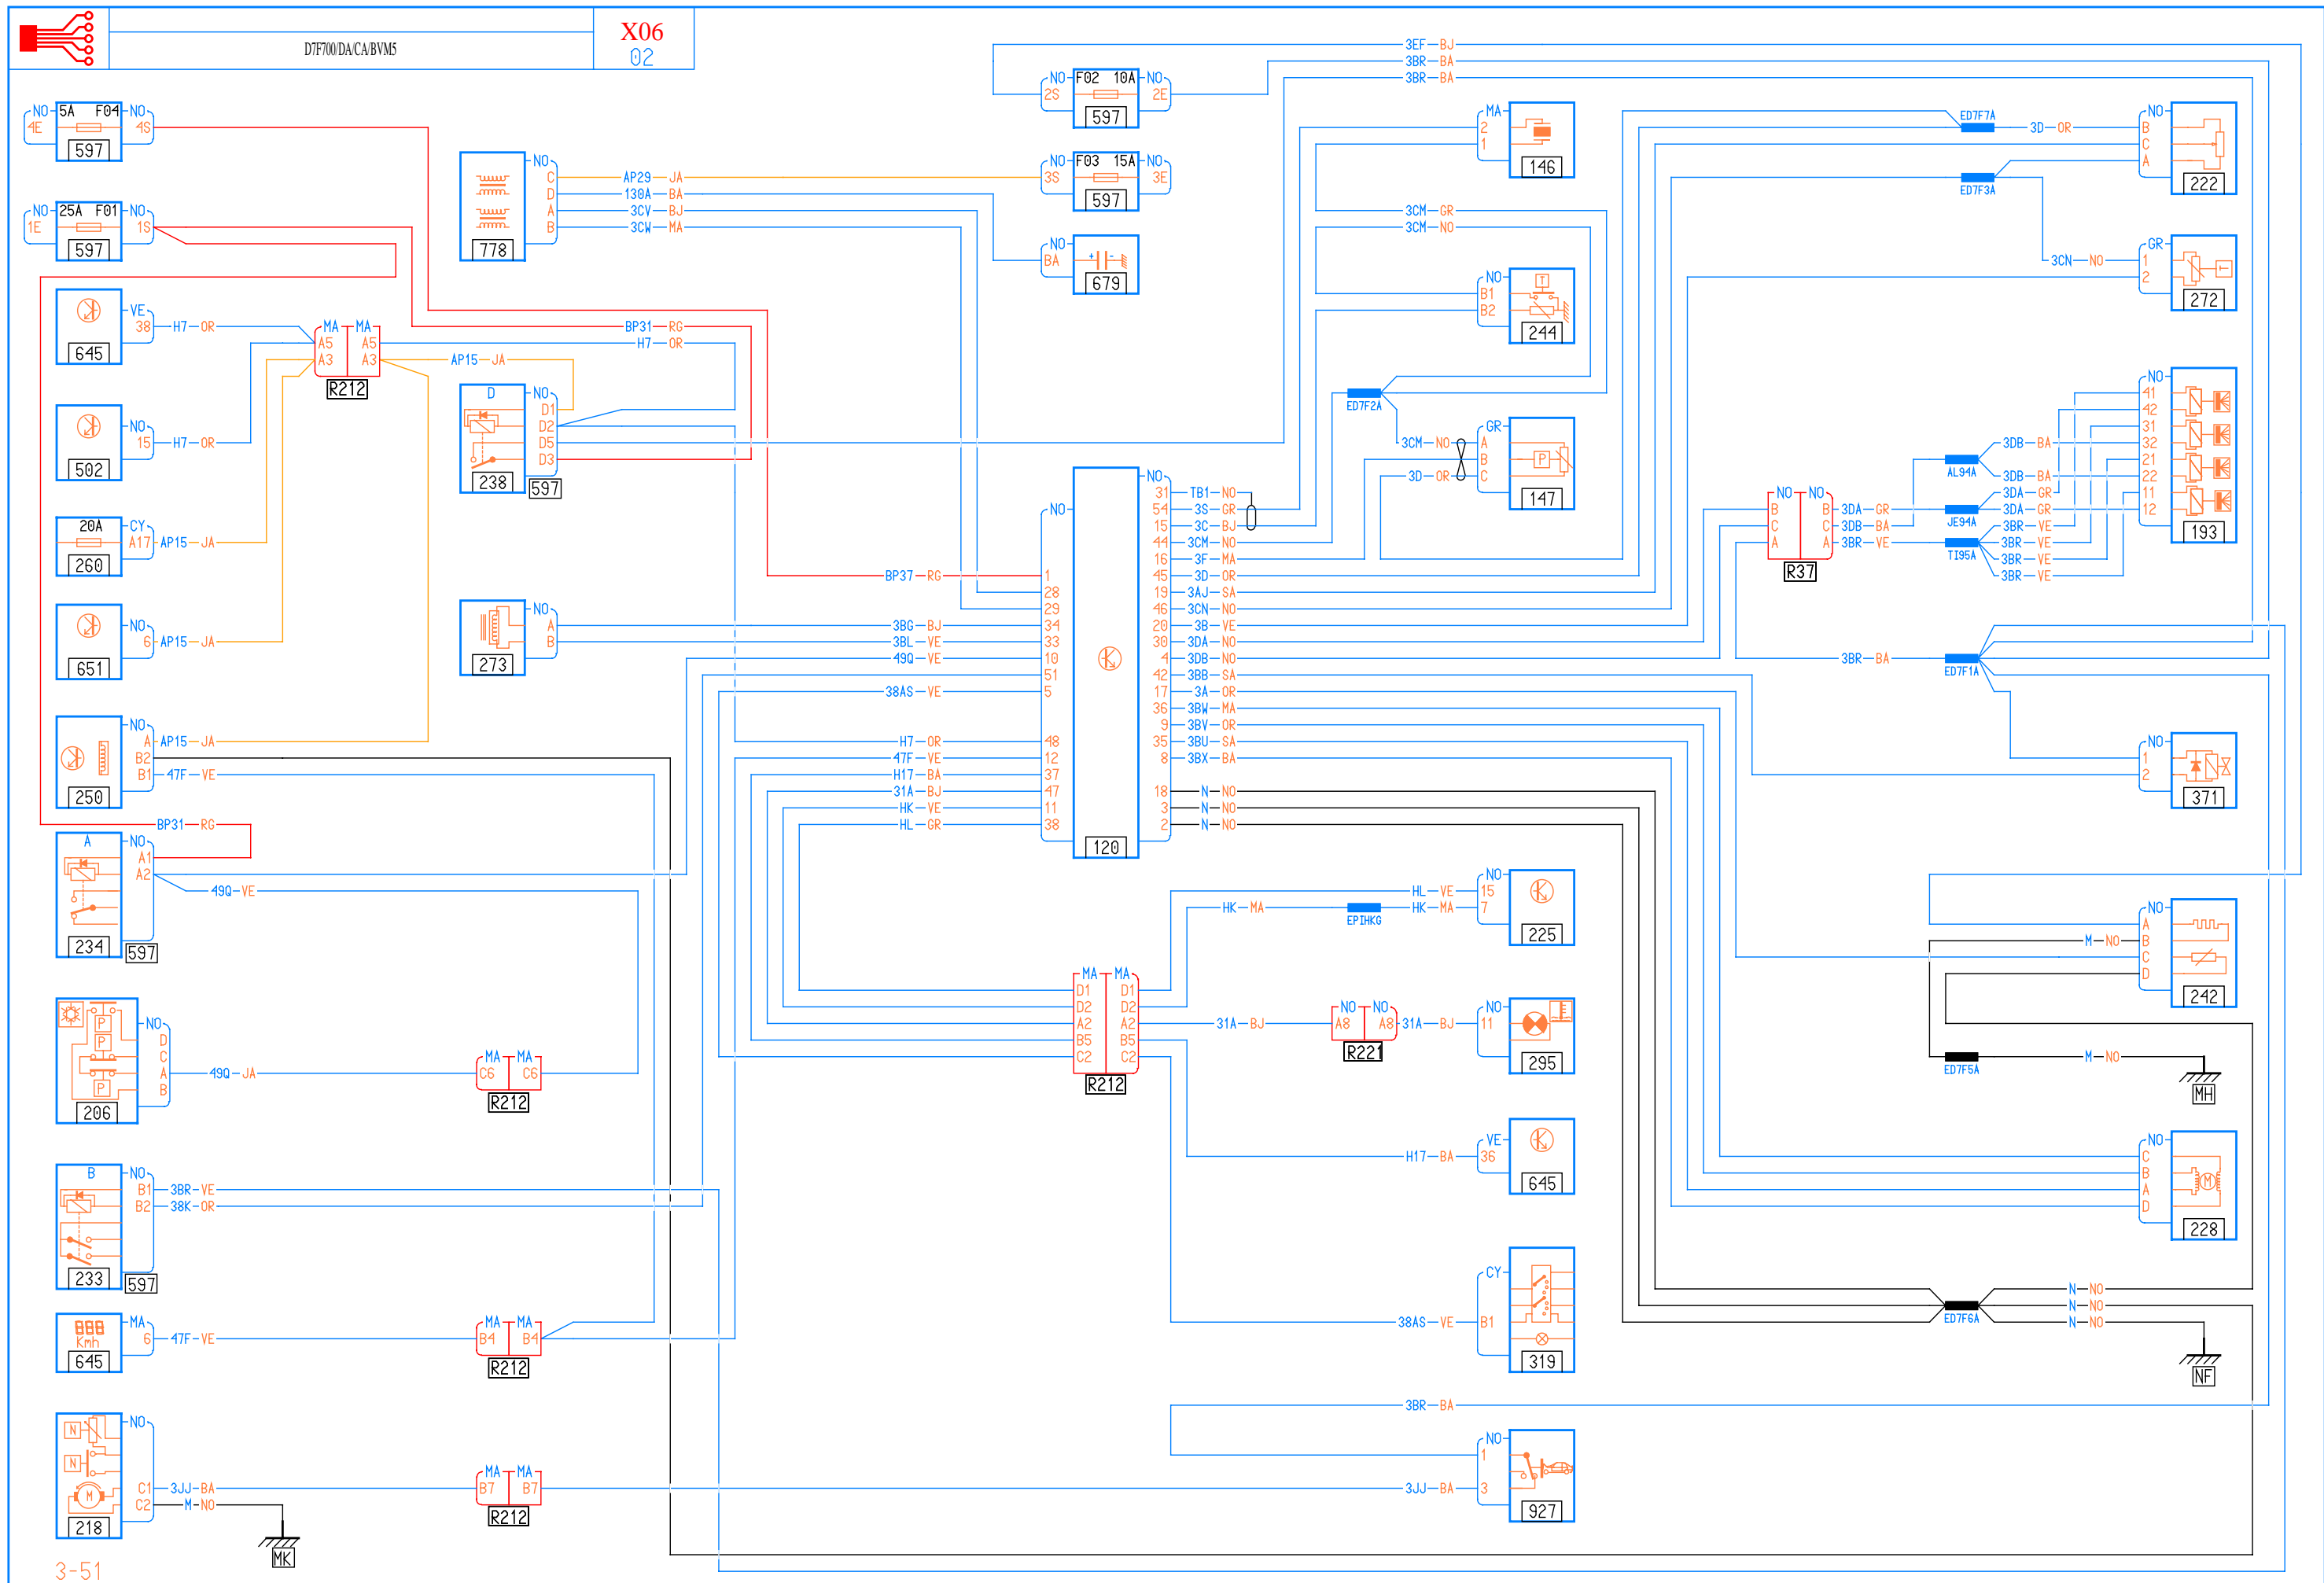 D7F700/DA/CA/BVM5
X06
02
NO 5A F04 NO
4E 4S
597
NO 25A F01 NO
1E 1S
597
VE
38 H7 OR
645
NO
15 H7 OR
502
20A CY
A17 AP15 JA
260
NO
6 AP15 JA
651
NO
A AP15 JA
B2
B1 47F VE
250
BP31 RG
A NO
A1
A2
49Q VE
234 597
NO
D
C
A 49Q JA
B
206
B NO
B1 3BR VE
B2 38K OR
233 597
MA
6 47F VE
Kmh
645
NO
N
N
M
C1 3JJ BA
C2 M NO
218
MK
3-51
MA MA
A5 A5
A3 A3
R212
BP31 RG
H7 OR
AP15 JA
NO
C AP29 JA
D 130A BA
A 3CV BJ
B 3CW MA
778
D NO
D1
D2
D5
D3
238 597
NO
A
B
273
MA MA
C6 C6
R212
MA MA
B4 B4
R212
MA MA
B7 B7
R212
3EF BJ
3BR BA
3BR BA
NO F02 10A NO
2S 2E
597
NO F03 15A NO
3S 3E
597
NO
BA + -
679
NO
BP37 RG 1
28
29
3BG BJ 34
3BL VE 33
49Q VE 10
51
38AS VE 5
H7 OR 48
47F VE 12
H17 BA 37
31A BJ 47
HK VE 11
HL GR 38
120
NO
31 TB1 NO
54 3S GR
15 3C BJ
44 3CM NO
16 3F MA
45 3D OR
19 3AJ SA
46 3CN NO
20 3B VE
30 3DA NO
4 3DB NO
42 3BB SA
17 3A OR
36 3BW MA
9 3BV OR
35 3BU SA
8 3BX BA
18 N NO
3 N NO
2 N NO
MA
2
1
146
3CM GR
3CM NO
NO
B1
B2
T
244
ED7F2A
GR
3CM NO A
B
3D OR C
P
147
NO
HL VE 15
HK MA EPIHKG HK MA 7
225
MA MA
D1 D1
D2 D2
A2 A2
B5 B5
C2 C2
R212
31A BJ
NO NO
A8 A8
R221
31A BJ
NO
11
295
VE
H17 BA 36
645
CY
38AS VE B1
319
3BR BA
NO
1
3JJ BA 3
927
ED7F7A
3D OR
ED7F3A
NO
B
C
A
222
GR
3CN NO 1
2
T
272
NO
41
42
31
32
21
22
11
12
193
3DB BA
3DB BA
3DA GR
3DA GR
3BR VE
3BR VE
3BR VE
3BR VE
AL94A
JE94A
TI95A
NO NO
B B 3DA GR
C C 3DB BA
A A 3BR VE
R37
3BR BA
ED7F1A
NO
1
2
371
NO
A
M NO B
C
D
242
ED7F5A
M NO
MH
NO
C
B
A
D
M
228
ED7F6A
N NO
N NO
N NO
NF